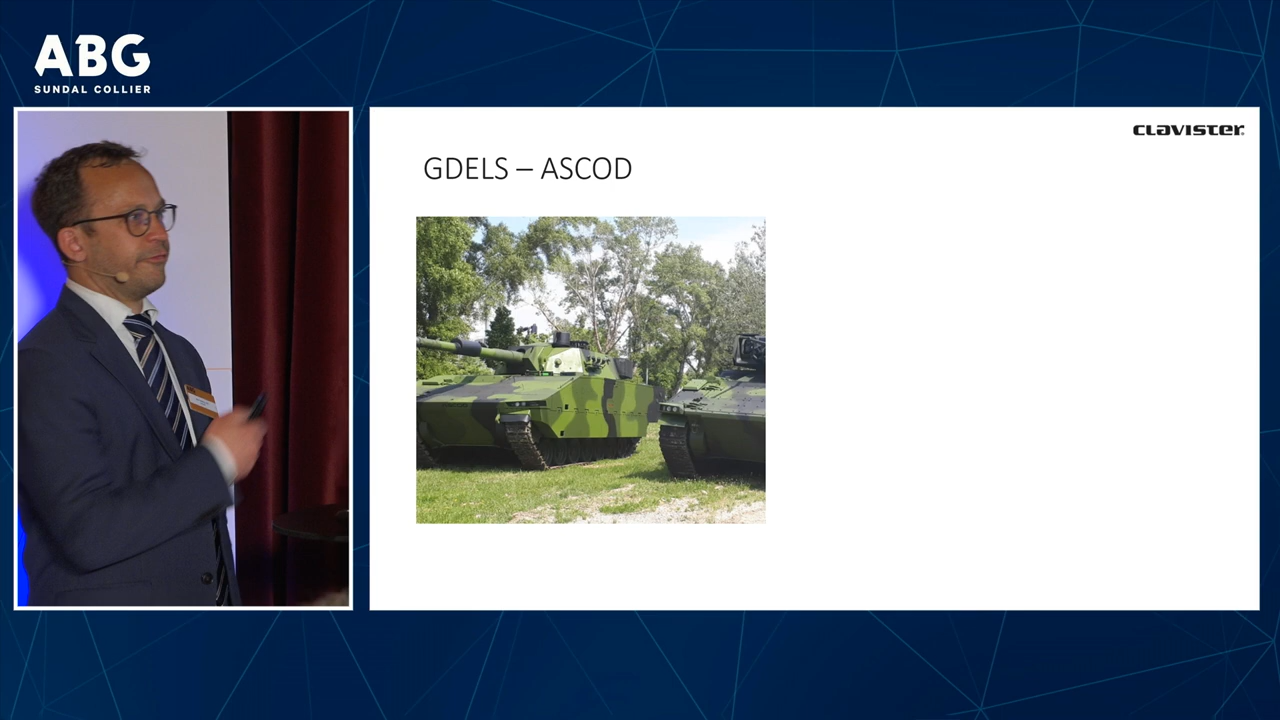 ABG
SUNDAL COLLIER
CLAVISTER
GDELS – ASCOD